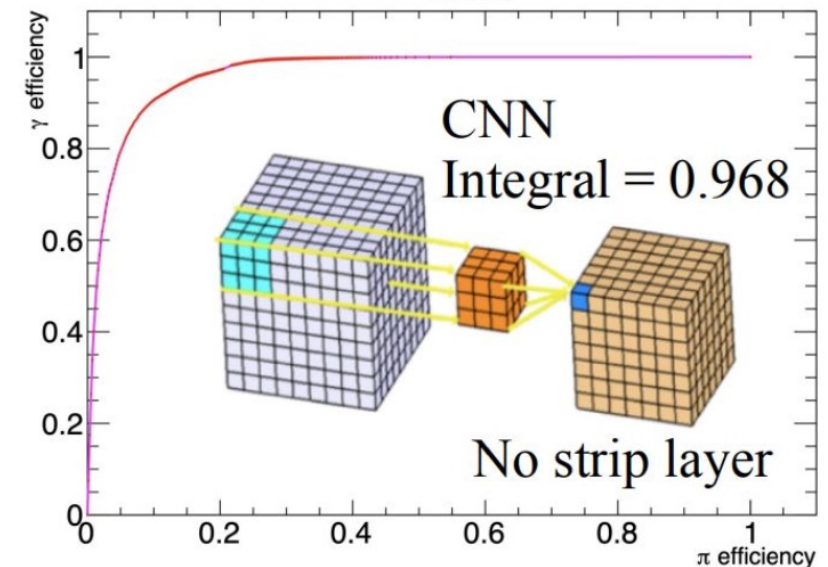 γ efficiency
1
0.8
0.6
0.4
0.2
0
CNN
Integral = 0.968
No strip layer
0 0.2 0.4 0.6 0.8 1
π efficiency